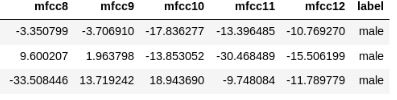 mfcc8 mfcc9 mfcc10 mfcc11 mfcc12 label
-3.350799 -3.706910 -17.836277 -13.396485 -10.769270 male
9.600207 1.963798 -13.853052 -30.468489 -15.506199 male
-33.508446 13.719242 18.943690 -9.748084 -11.789779 male